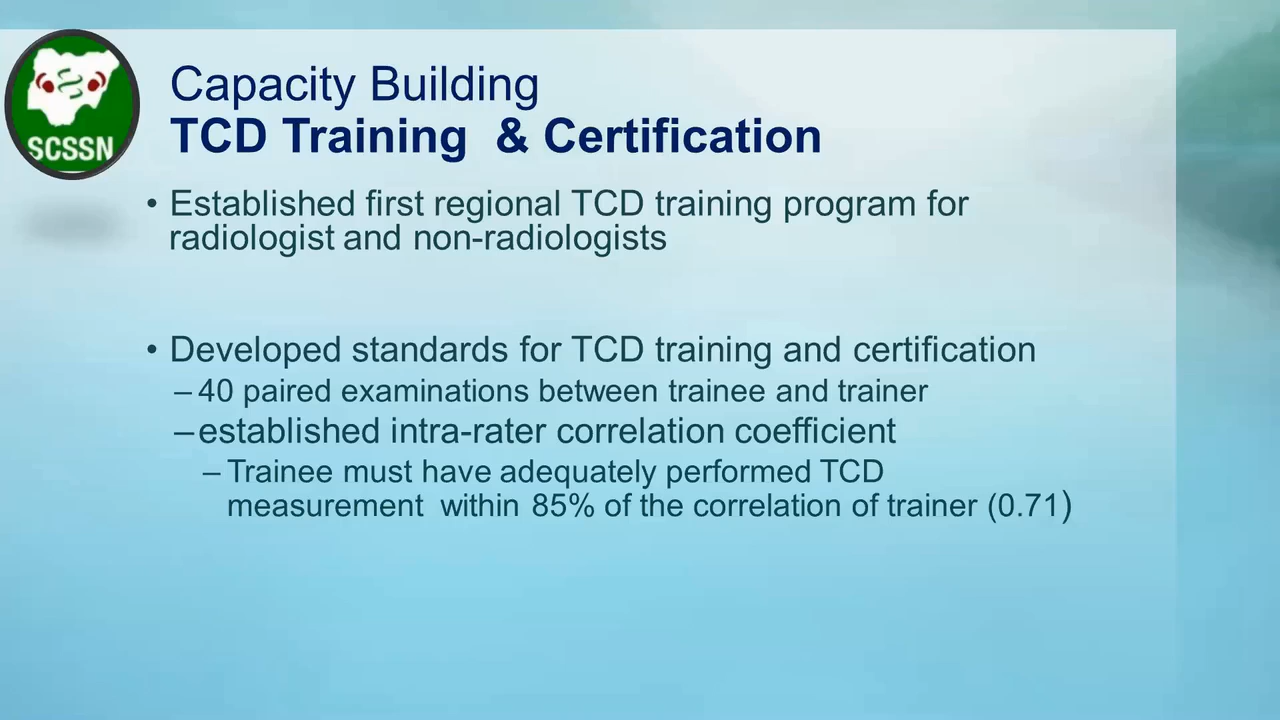 SCSSN
Capacity Building
TCD Training & Certification
• Established first regional TCD training program for
radiologist and non-radiologists
• Developed standards for TCD training and certification
– 40 paired examinations between trainee and trainer
– established intra-rater correlation coefficient
– Trainee must have adequately performed TCD
measurement within 85% of the correlation of trainer (0.71)